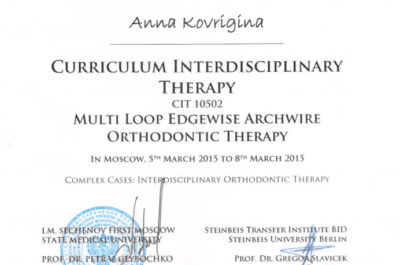 Anna Kovrigina
CURRICULUM INTERDISCIPLINARY
THERAPY
CIT 10502
MULTI LOOP EDGEWISE ARCHWIRE
ORTHODONTIC THERAPY
IN MOSCOW, 5TH MARCH 2015 TO 8TH MARCH 2015
COMPLEX CASES: INTERDISCIPLINARY ORTHODONTIC THERAPY
I.M. SECHENOV FIRST MOSCOW
STATE MEDICAL UNIVERSITY
PROF. DR. PETR V. GLYBOCHKO
STEINBEIS TRANSFER INSTITUTE BID
STEINBEIS UNIVERSITY BERLIN
PROF. DR. GREGOR SLAVICEK